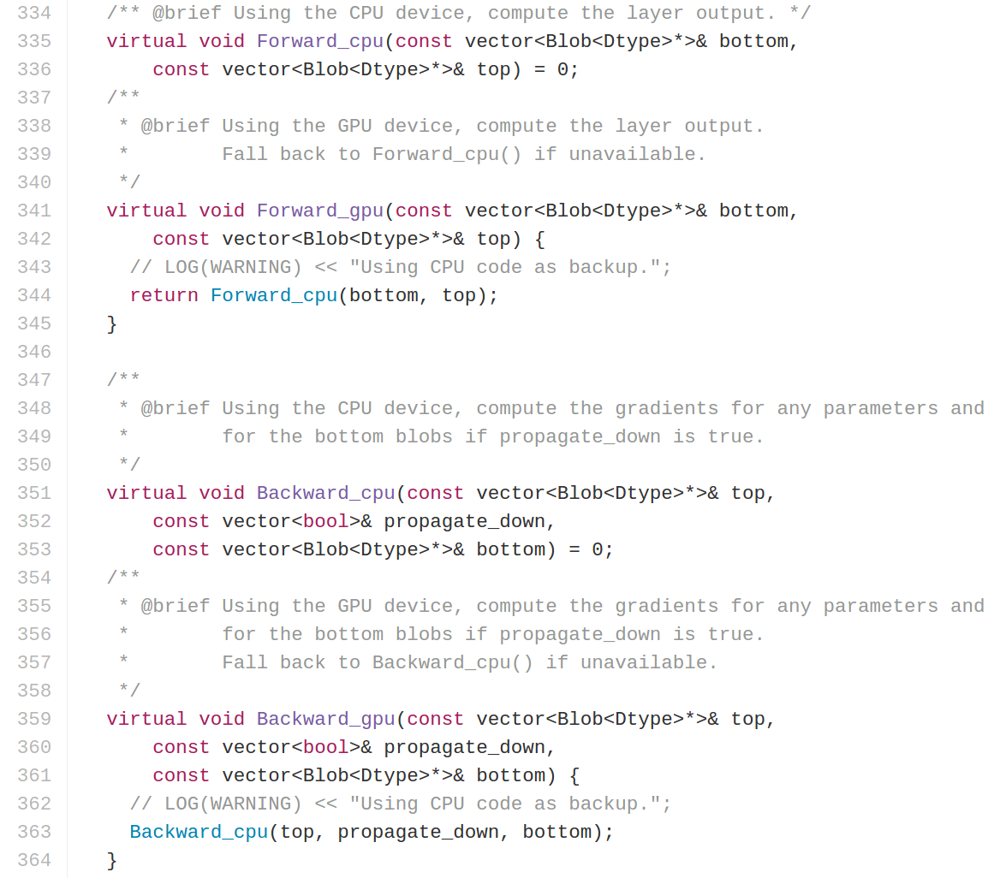 334 /** @brief Using the CPU device, compute the layer output. */
335 virtual void Forward_cpu(const vector<Blob<Dtype>*>& bottom,
336     const vector<Blob<Dtype>*>& top) = 0;
337 /**
338  * @brief Using the GPU device, compute the layer output.
339  *        Fall back to Forward_cpu() if unavailable.
340  */
341 virtual void Forward_gpu(const vector<Blob<Dtype>*>& bottom,
342     const vector<Blob<Dtype>*>& top) {
343   // LOG(WARNING) << "Using CPU code as backup.";
344   return Forward_cpu(bottom, top);
345 }
346
347 /**
348  * @brief Using the CPU device, compute the gradients for any parameters and
349  *        for the bottom blobs if propagate_down is true.
350  */
351 virtual void Backward_cpu(const vector<Blob<Dtype>*>& top,
352     const vector<bool>& propagate_down,
353     const vector<Blob<Dtype>*>& bottom) = 0;
354 /**
355  * @brief Using the GPU device, compute the gradients for any parameters and
356  *        for the bottom blobs if propagate_down is true.
357  *        Fall back to Backward_cpu() if unavailable.
358  */
359 virtual void Backward_gpu(const vector<Blob<Dtype>*>& top,
360     const vector<bool>& propagate_down,
361     const vector<Blob<Dtype>*>& bottom) {
362   // LOG(WARNING) << "Using CPU code as backup.";
363   Backward_cpu(top, propagate_down, bottom);
364 }